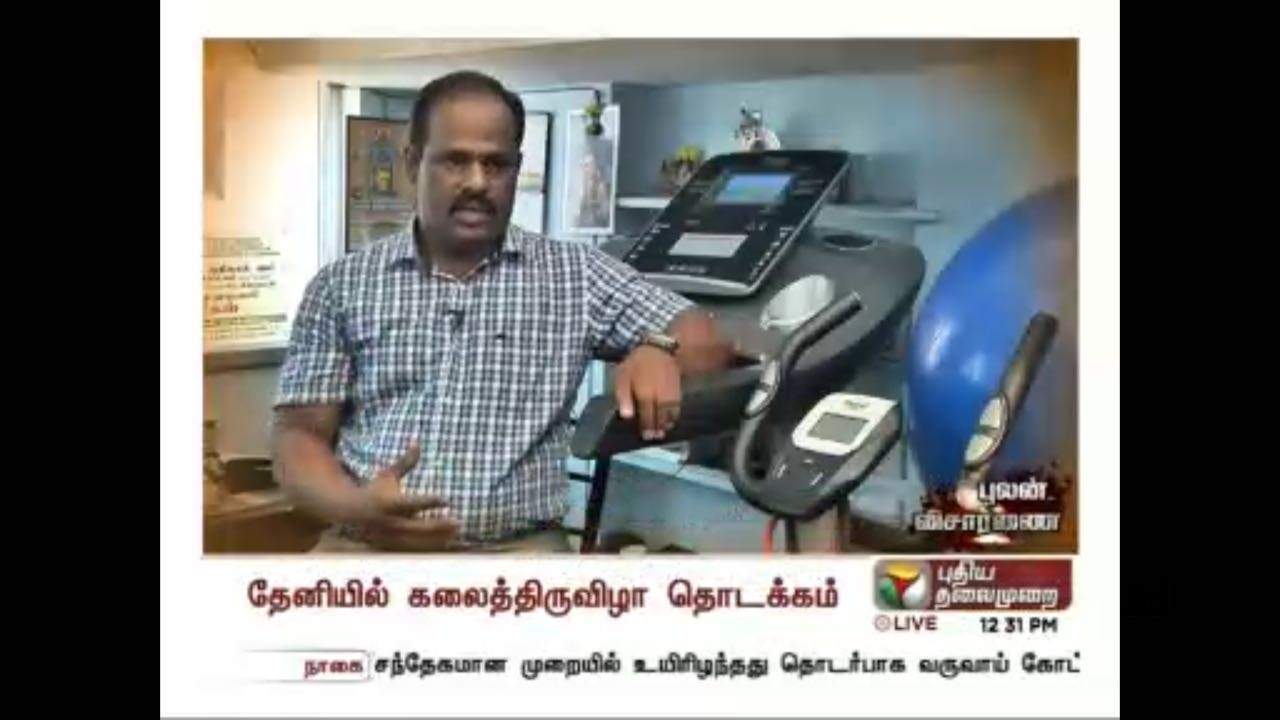 புலன்
விசாரணை
தேனியில் கலைத்திருவிழா தொடக்கம்
புதிய
தலைமுறை
LIVE 12 31 PM
நாகை சந்தேகமான முறையில் உயிரிழந்தது தொடர்பாக வருவாய் கோட்